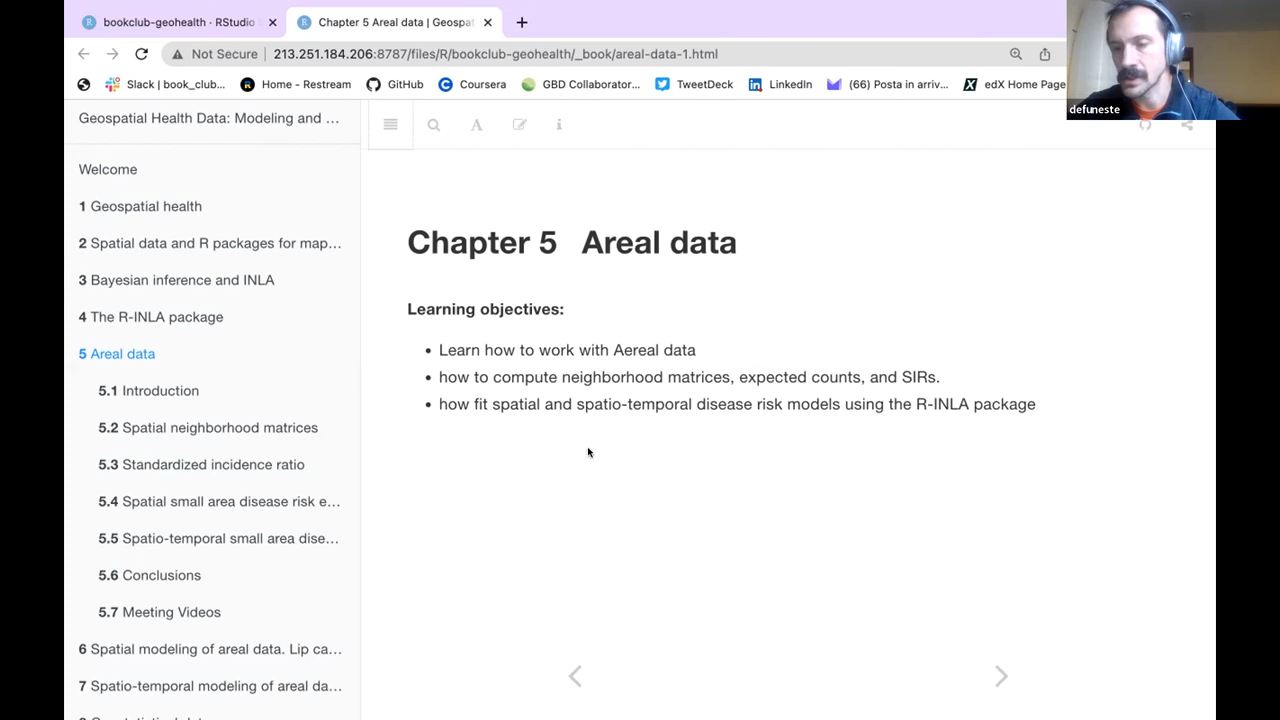 bookclub-geohealth · RStudio
Chapter 5 Areal data | Geospat
Not Secure
213.251.184.206:8787/files/R/bookclub-geohealth/_book/areal-data-1.html
Slack | book_club...
Home - Restream
GitHub
Coursera
GBD Collaborator...
TweetDeck
LinkedIn
(66) Posta in arriv...
edX Home Page
defuneste
Geospatial Health Data: Modeling and ...
Welcome
1 Geospatial health
2 Spatial data and R packages for map...
3 Bayesian inference and INLA
4 The R-INLA package
5 Areal data
5.1 Introduction
5.2 Spatial neighborhood matrices
5.3 Standardized incidence ratio
5.4 Spatial small area disease risk e...
5.5 Spatio-temporal small area dise...
5.6 Conclusions
5.7 Meeting Videos
6 Spatial modeling of areal data. Lip ca...
7 Spatio-temporal modeling of areal da...
Chapter 5 Areal data
Learning objectives:
• Learn how to work with Aereal data
• how to compute neighborhood matrices, expected counts, and SIRs.
• how fit spatial and spatio-temporal disease risk models using the R-INLA package